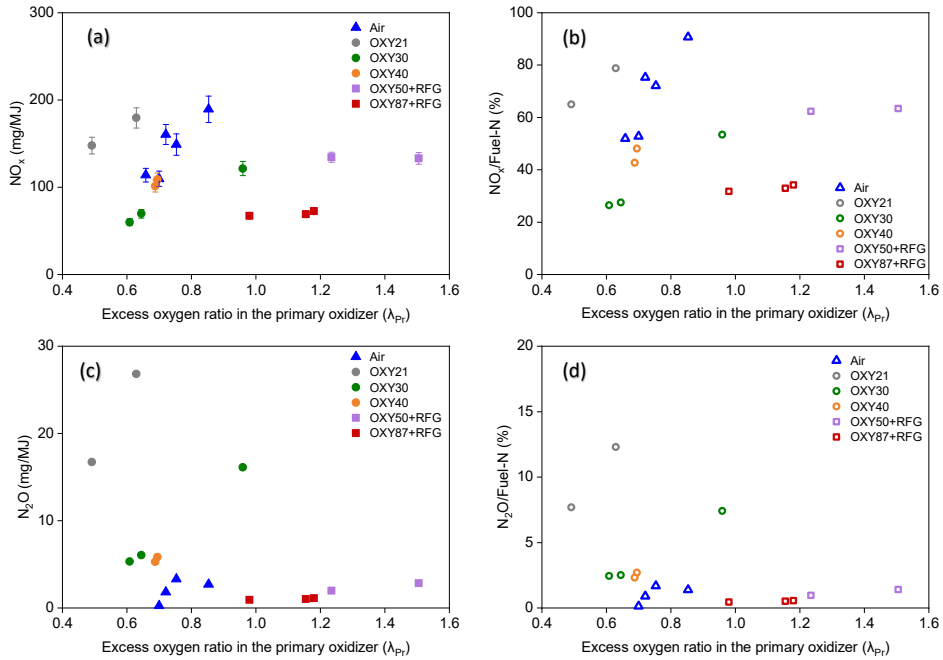 (a)
NOx (mg/MJ)
300
200
100
0
0.4 0.6 0.8 1.0 1.2 1.4 1.6
Excess oxygen ratio in the primary oxidizer (λPr)
Air
OXY21
OXY30
OXY40
OXY50+RFG
OXY87+RFG
(b)
NOx/Fuel-N (%)
100
80
60
40
20
0
0.4 0.6 0.8 1.0 1.2 1.4 1.6
Excess oxygen ratio in the primary oxidizer (λPr)
Air
OXY21
OXY30
OXY40
OXY50+RFG
OXY87+RFG
(c)
N2O (mg/MJ)
30
20
10
0
0.4 0.6 0.8 1.0 1.2 1.4 1.6
Excess oxygen ratio in the primary oxidizer (λPr)
Air
OXY21
OXY30
OXY40
OXY50+RFG
OXY87+RFG
(d)
N2O/Fuel-N (%)
20
15
10
5
0
0.4 0.6 0.8 1.0 1.2 1.4 1.6
Excess oxygen ratio in the primary oxidizer (λPr)
Air
OXY21
OXY30
OXY40
OXY50+RFG
OXY87+RFG